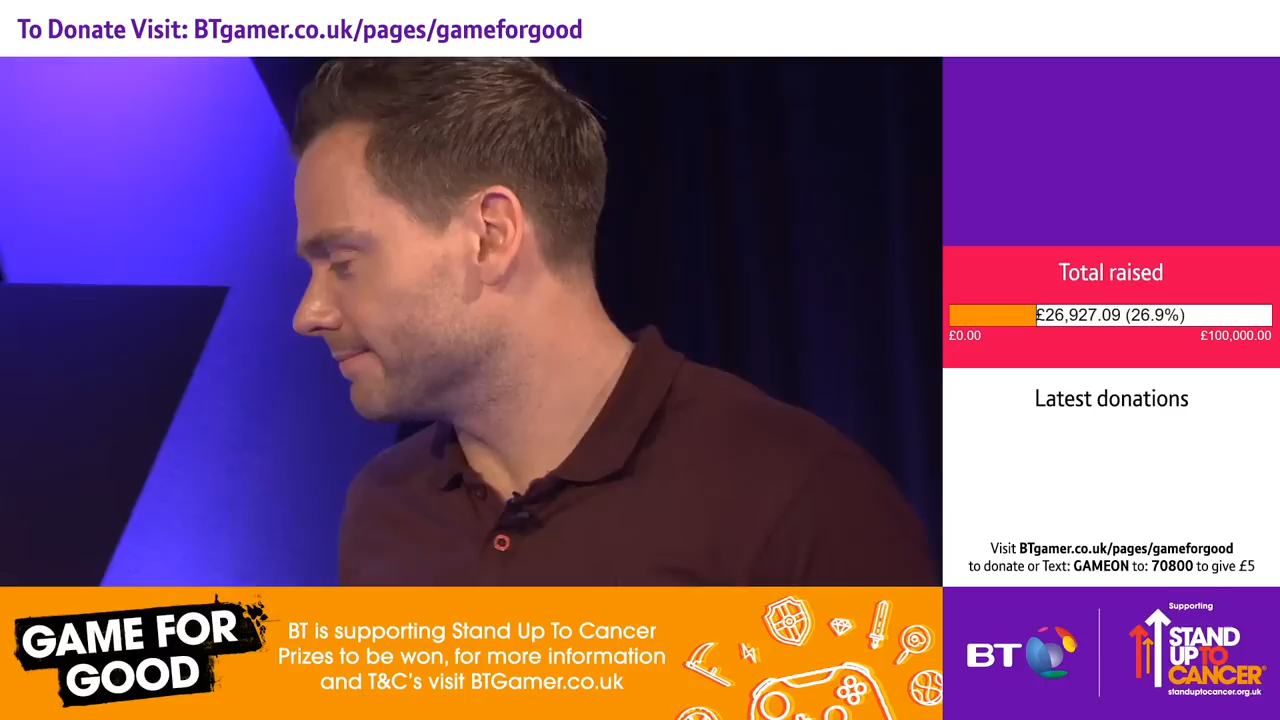 To Donate Visit: BTgamer.co.uk/pages/gameforgood
Total raised
£26,927.09 (26.9%)
£0.00 £100,000.00
Latest donations
Visit BTgamer.co.uk/pages/gameforgood
to donate or Text: GAMEON to: 70800 to give £5
GAME FOR
GOOD
BT is supporting Stand Up To Cancer
Prizes to be won, for more information
and T&C's visit BTGamer.co.uk
BT
Supporting
STAND
UP TO
CANCER
standuptocancer.org.uk